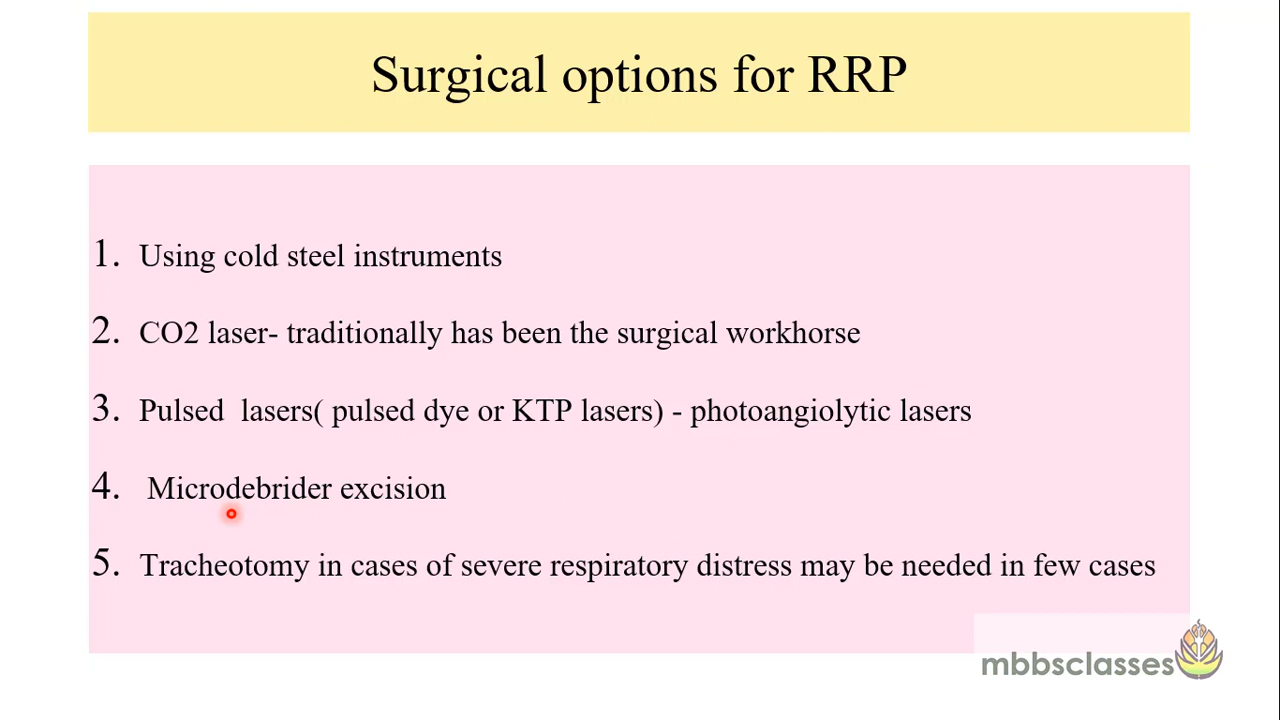 Surgical options for RRP
1. Using cold steel instruments
2. CO2 laser- traditionally has been the surgical workhorse
3. Pulsed  lasers( pulsed dye or KTP lasers) - photoangiolytic lasers
4. Microdebrider excision
5. Tracheotomy in cases of severe respiratory distress may be needed in few cases
mbbsclasses